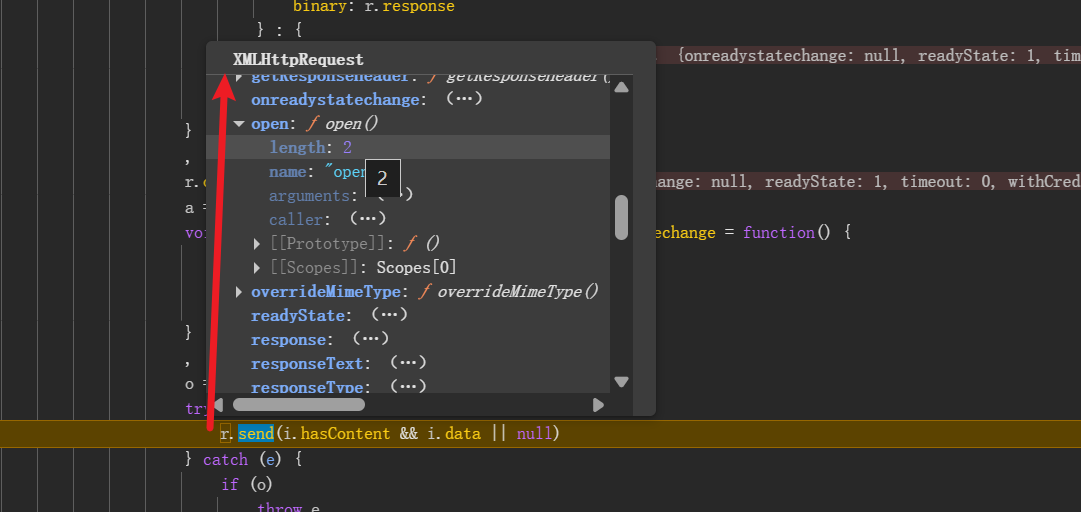 binary: r.response
} : {
XMLHttpRequest
{onreadystatechange: null, readyState: 1, tim
getResponseHeader: ƒ getResponseHeader(
onreadystatechange: (...)
open: ƒ open()
}
length: 2
,
name: "open
2
r.
change: null, readyState: 1, timeout: 0, withCred
arguments: (...)
a =
caller: (...)
echange = function() {
[[Prototype]]: ƒ ()
[[Scopes]]: Scopes[0]
overrideMimeType: ƒ overrideMimeType()
readyState: (...)
}
response: (...)
,
responseText: (...)
o =
responseType: (...)
try
r.send(i.hasContent && i.data || null)
} catch (e) {
if (o)
throw e